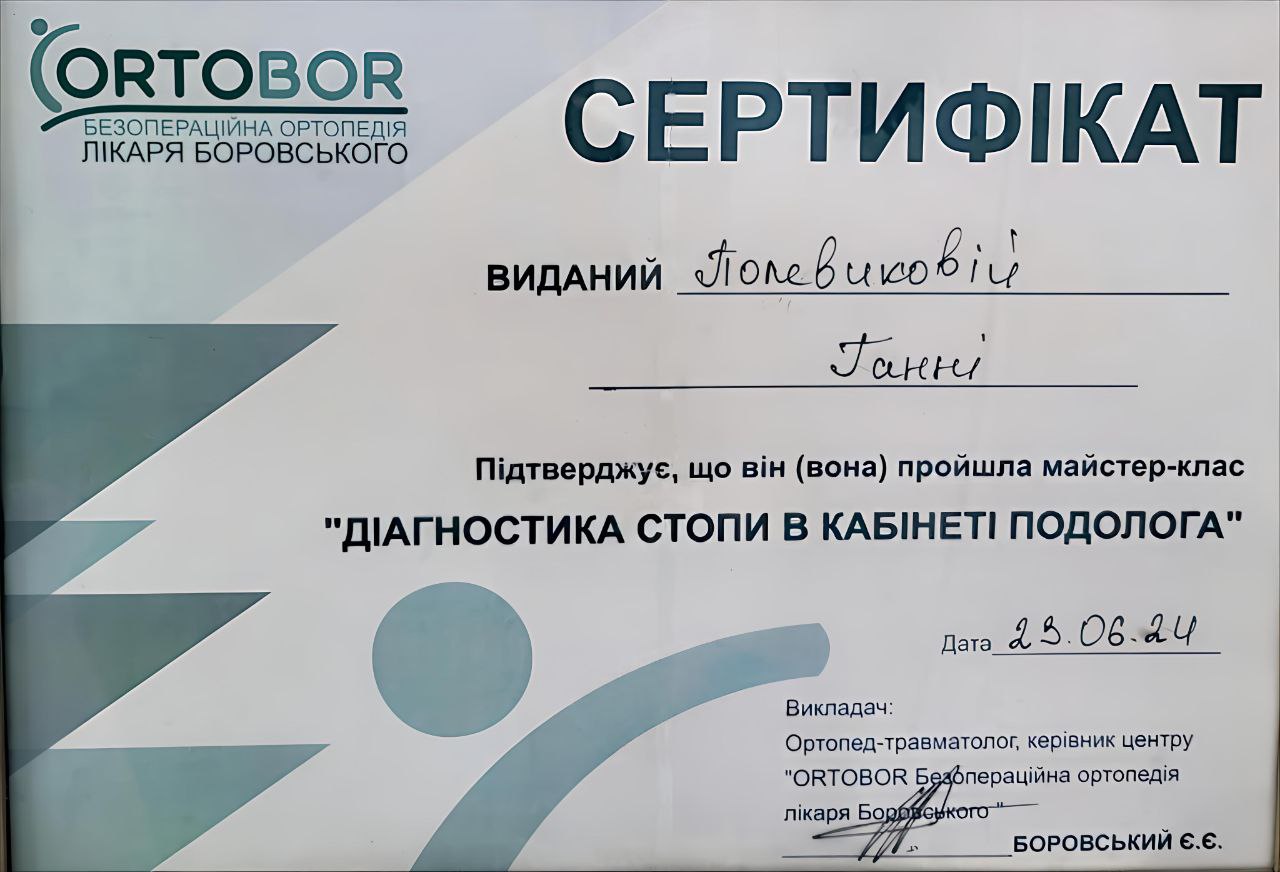 ORTOBOR
БЕЗОПЕРАЦІЙНА ОРТОПЕДІЯ
ЛІКАРЯ БОРОВСЬКОГО
СЕРТИФІКАТ
ВИДАНИЙ Полевиковій
Ганні
Підтверджує, що він (вона) пройшла майстер-клас
"ДІАГНОСТИКА СТОПИ В КАБІНЕТІ ПОДОЛОГА"
Дата 23.06.24
Викладач:
Ортопед-травматолог, керівник центру
"ORTOBOR Безопераційна ортопедія
лікаря Боровського "
БОРОВСЬКИЙ Є.Є.